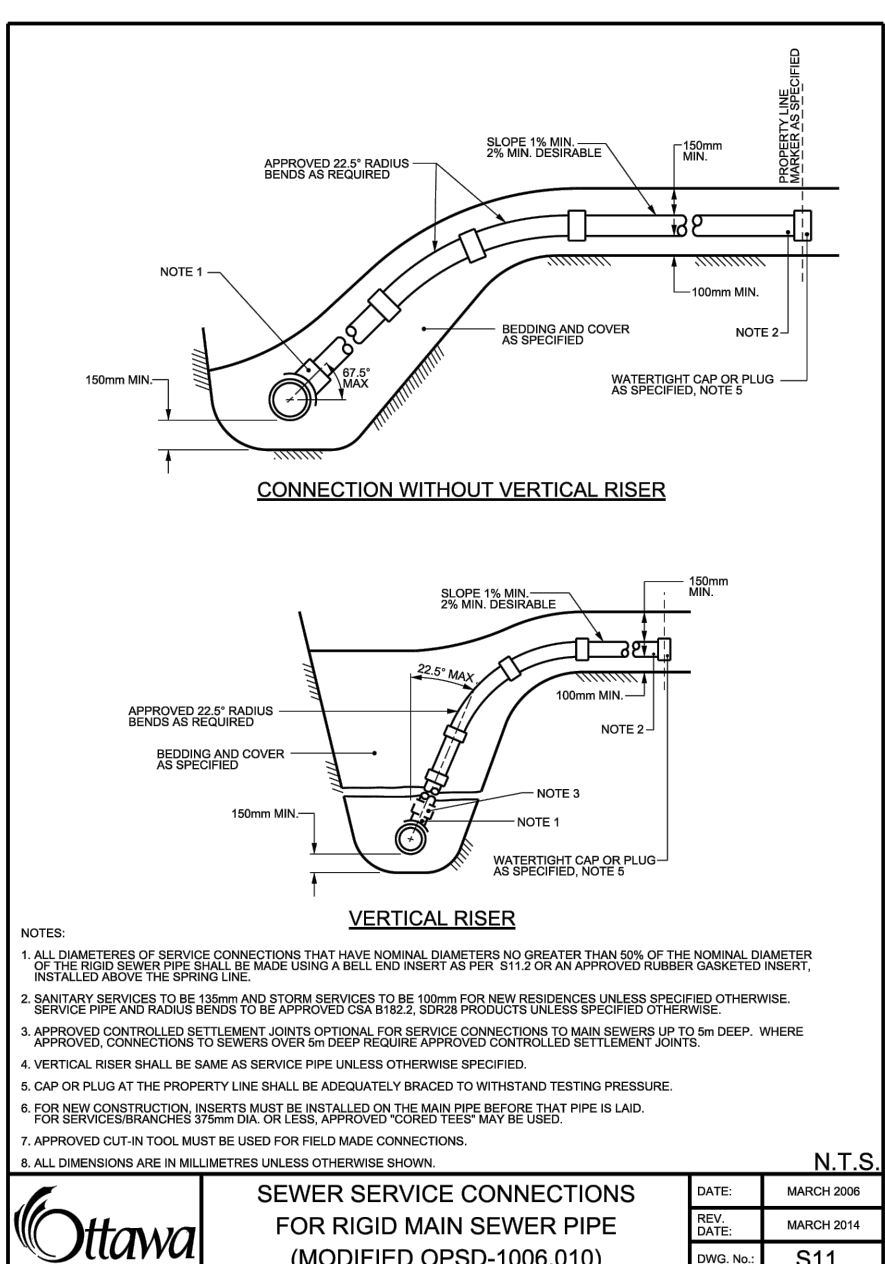 PROPERTY LINE
MARKER AS SPECIFIED
SLOPE 1% MIN.
2% MIN. DESIRABLE
150mm
MIN.
APPROVED 22.5° RADIUS
BENDS AS REQUIRED
NOTE 1
100mm MIN.
BEDDING AND COVER
AS SPECIFIED
NOTE 2
67.5°
MAX
150mm MIN.
WATERTIGHT CAP OR PLUG
AS SPECIFIED, NOTE 5
CONNECTION WITHOUT VERTICAL RISER
SLOPE 1% MIN.
2% MIN. DESIRABLE
150mm
MIN.
22.5° MAX.
100mm MIN.
APPROVED 22.5° RADIUS
BENDS AS REQUIRED
NOTE 2
BEDDING AND COVER
AS SPECIFIED
NOTE 3
150mm MIN.
NOTE 1
WATERTIGHT CAP OR PLUG
AS SPECIFIED, NOTE 5
VERTICAL RISER
NOTES:
1. ALL DIAMETERES OF SERVICE CONNECTIONS THAT HAVE NOMINAL DIAMETERS NO GREATER THAN 50% OF THE NOMINAL DIAMETER
OF THE RIGID SEWER PIPE SHALL BE MADE USING A BELL END INSERT AS PER S11.2 OR AN APPROVED RUBBER GASKETED INSERT,
INSTALLED ABOVE THE SPRING LINE.
2. SANITARY SERVICES TO BE 135mm AND STORM SERVICES TO BE 100mm FOR NEW RESIDENCES UNLESS SPECIFIED OTHERWISE.
SERVICE PIPE AND RADIUS BENDS TO BE APPROVED CSA B182.2, SDR28 PRODUCTS UNLESS SPECIFIED OTHERWISE.
3. APPROVED CONTROLLED SETTLEMENT JOINTS OPTIONAL FOR SERVICE CONNECTIONS TO MAIN SEWERS UP TO 5m DEEP. WHERE
APPROVED, CONNECTIONS TO SEWERS OVER 5m DEEP REQUIRE APPROVED CONTROLLED SETTLEMENT JOINTS.
4. VERTICAL RISER SHALL BE SAME AS SERVICE PIPE UNLESS OTHERWISE SPECIFIED.
5. CAP OR PLUG AT THE PROPERTY LINE SHALL BE ADEQUATELY BRACED TO WITHSTAND TESTING PRESSURE.
6. FOR NEW CONSTRUCTION, INSERTS MUST BE INSTALLED ON THE MAIN PIPE BEFORE THAT PIPE IS LAID.
FOR SERVICES/BRANCHES 375mm DIA. OR LESS, APPROVED "CORED TEES" MAY BE USED.
7. APPROVED CUT-IN TOOL MUST BE USED FOR FIELD MADE CONNECTIONS.
8. ALL DIMENSIONS ARE IN MILLIMETRES UNLESS OTHERWISE SHOWN.
N.T.S.
Ottawa
SEWER SERVICE CONNECTIONS
FOR RIGID MAIN SEWER PIPE
(MODIFIED OPSD-1006.010)
DATE: MARCH 2006
REV.
DATE: MARCH 2014
DWG. No.: S11